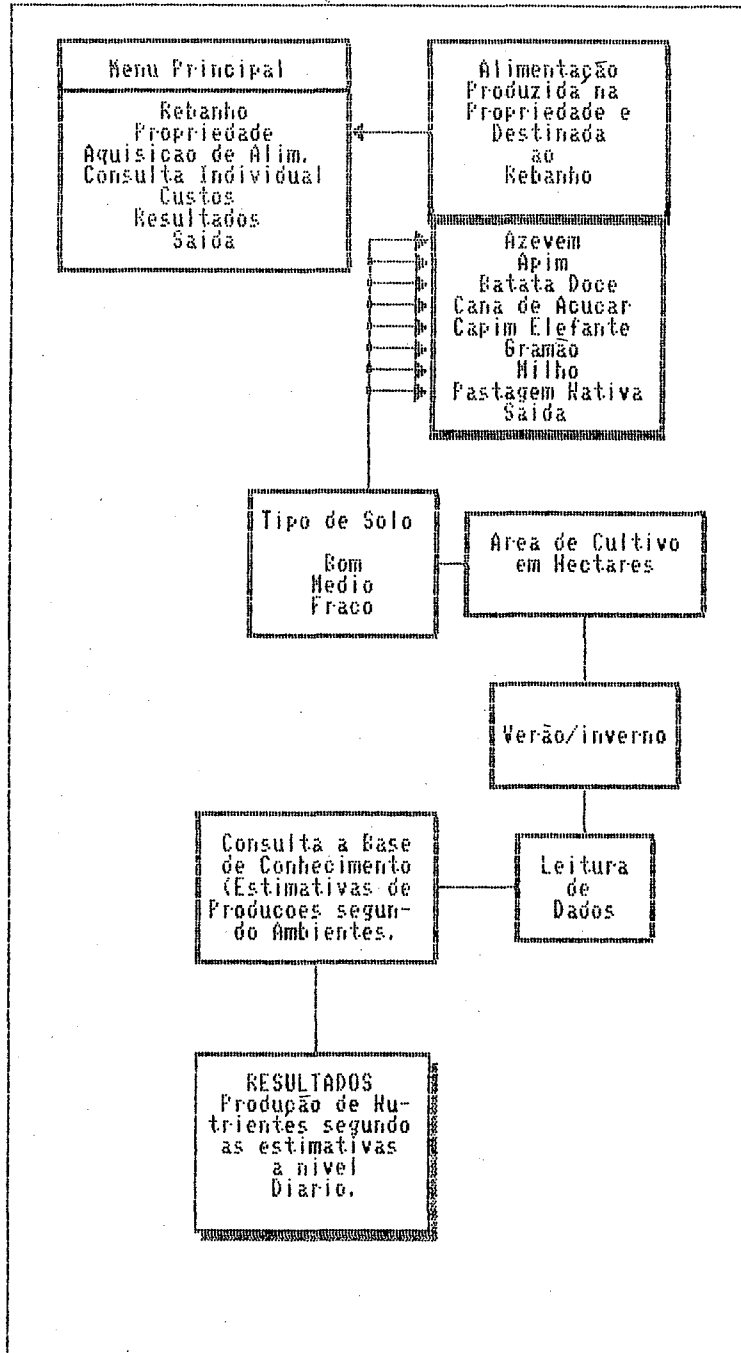 Menu Principal
Rebanho
Propriedade
Aquisicao de Alim.
Consulta Individual
Custos
Resultados
Saida
Alimentação
Produzida na
Propriedade e
Destinada
ao
Rebanho
Azevem
Apim
Batata Doce
Cana de Acucar
Capim Elefante
Gramão
Milho
Pastagem Nativa
Saida
Tipo de Solo
Bom
Medio
Fraco
Area de Cultivo
em Hectares
Verão/inverno
Leitura
de
Dados
Consulta a Base
de Conhecimento
(Estimativas de
Producoes segun-
do Ambientes.
RESULTADOS
Produção de Nu-
trientes segundo
as estimativas
a nivel
Diario.